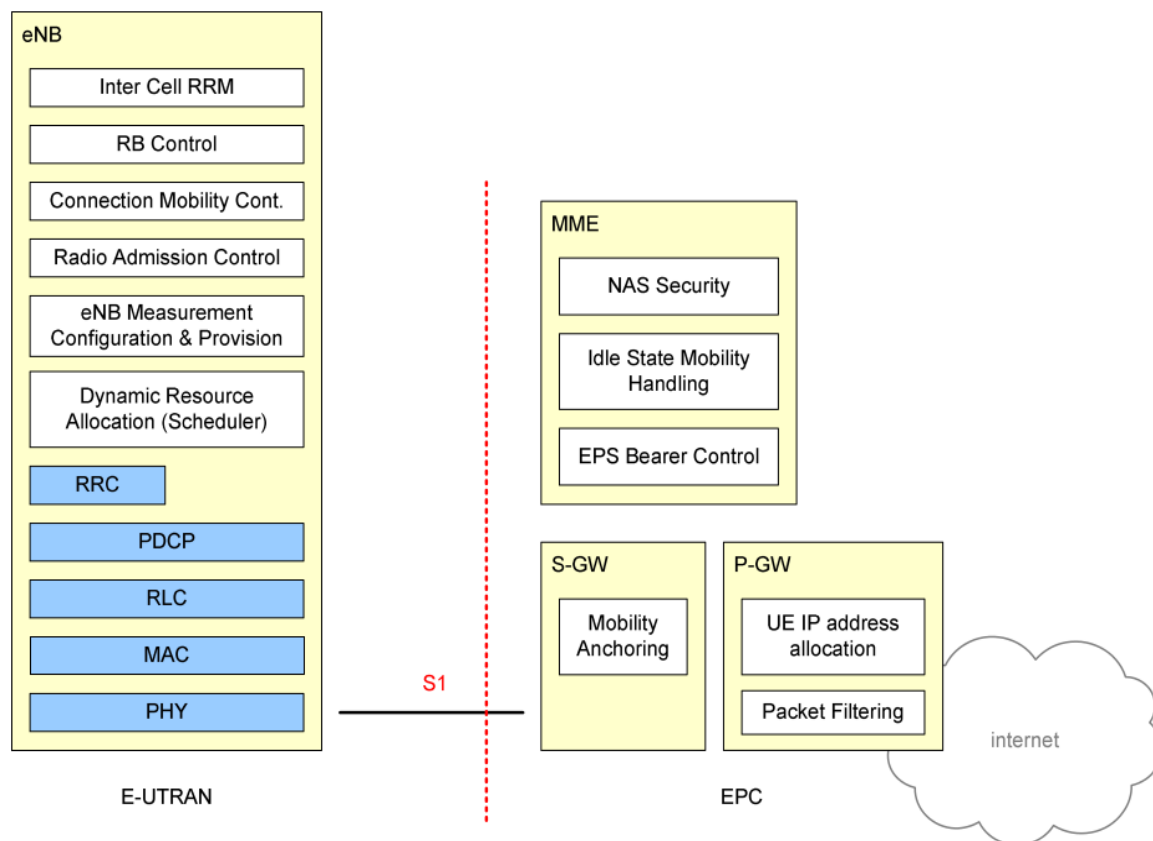 eNB
Inter Cell RRM
RB Control
Connection Mobility Cont.
Radio Admission Control
eNB Measurement
Configuration & Provision
Dynamic Resource
Allocation (Scheduler)
RRC
PDCP
RLC
MAC
PHY
S1
MME
NAS Security
Idle State Mobility
Handling
EPS Bearer Control
S-GW
Mobility
Anchoring
P-GW
UE IP address
allocation
Packet Filtering
internet
E-UTRAN
EPC